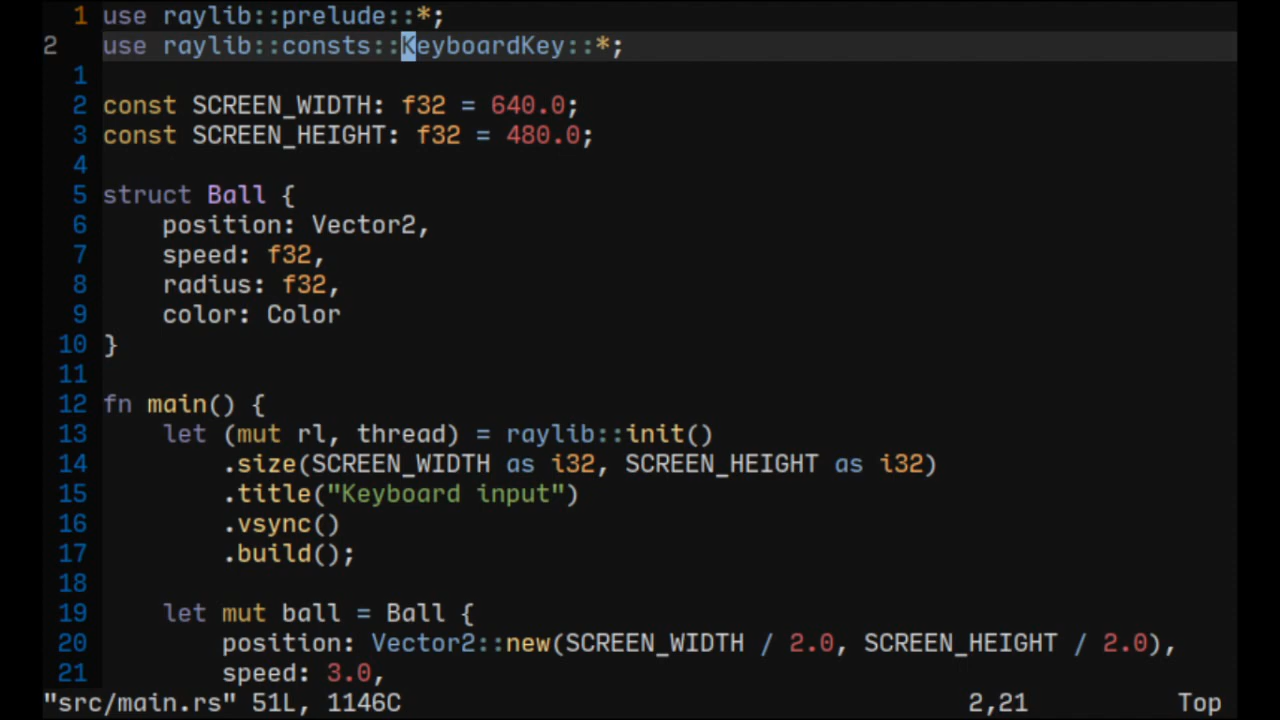 1 use raylib::prelude::*;
2 use raylib::consts::KeyboardKey::*;
1
2 const SCREEN_WIDTH: f32 = 640.0;
3 const SCREEN_HEIGHT: f32 = 480.0;
4
5 struct Ball {
6     position: Vector2,
7     speed: f32,
8     radius: f32,
9     color: Color
10 }
11
12 fn main() {
13     let (mut rl, thread) = raylib::init()
14         .size(SCREEN_WIDTH as i32, SCREEN_HEIGHT as i32)
15         .title("Keyboard input")
16         .vsync()
17         .build();
18
19     let mut ball = Ball {
20         position: Vector2::new(SCREEN_WIDTH / 2.0, SCREEN_HEIGHT / 2.0),
21         speed: 3.0,
"src/main.rs" 51L, 1146C 2,21 Top